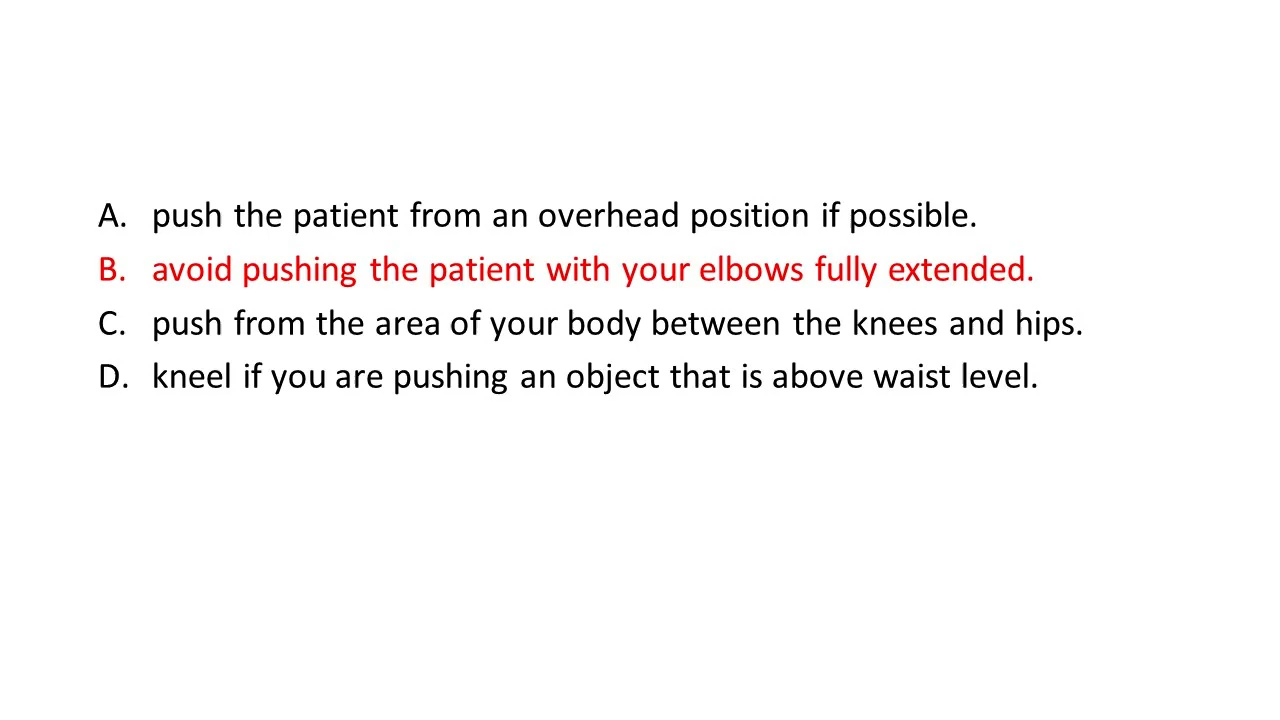 A. push the patient from an overhead position if possible.
B. avoid pushing the patient with your elbows fully extended.
C. push from the area of your body between the knees and hips.
D. kneel if you are pushing an object that is above waist level.